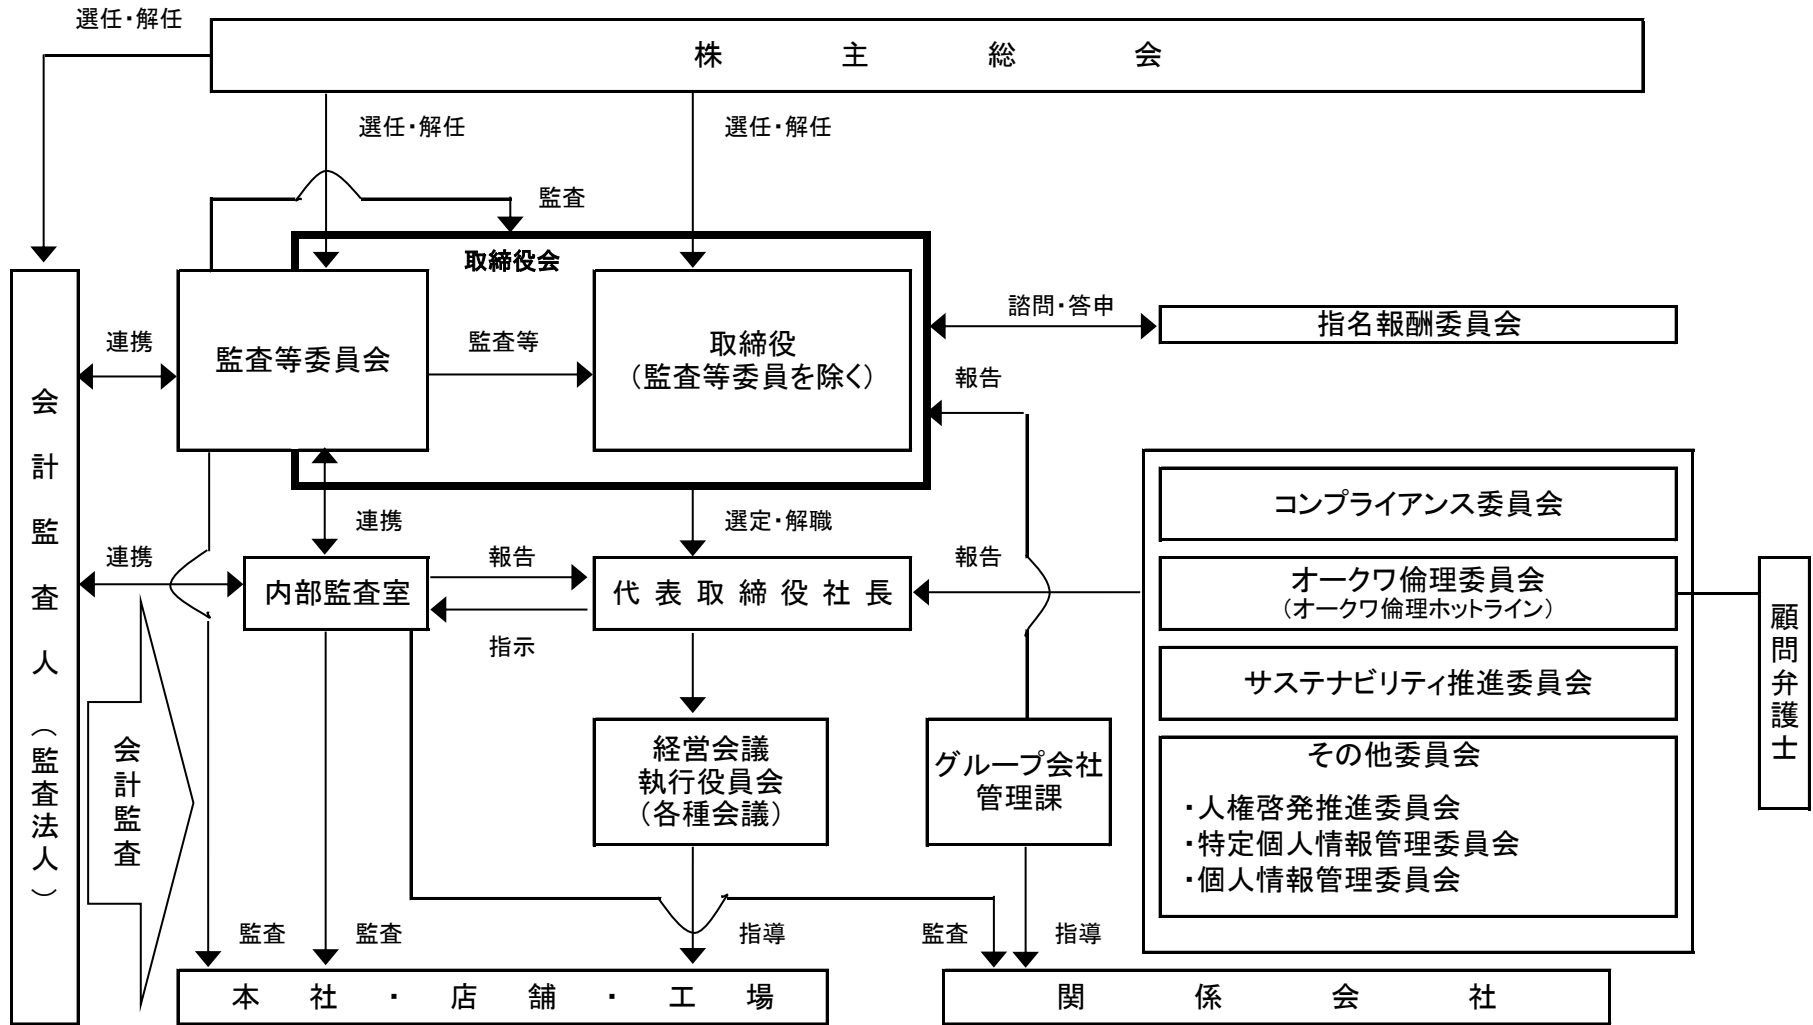 選任・解任
株主総会
選任・解任
選任・解任
監査
取締役会
監査等委員会
監査等
取締役
（監査等委員を除く）
諮問・答申
指名報酬委員会
連携
報告
会計監査人（監査法人）
コンプライアンス委員会
連携
選定・解職
連携
内部監査室
報告
指示
代表取締役社長
報告
オークワ倫理委員会
（オークワ倫理ホットライン）
顧問弁護士
サステナビリティ推進委員会
会計監査
経営会議
執行役員会
（各種会議）
グループ会社
管理課
その他委員会
・人権啓発推進委員会
・特定個人情報管理委員会
・個人情報管理委員会
監査
監査
指導
監査
指導
本社・店舗・工場
関係会社